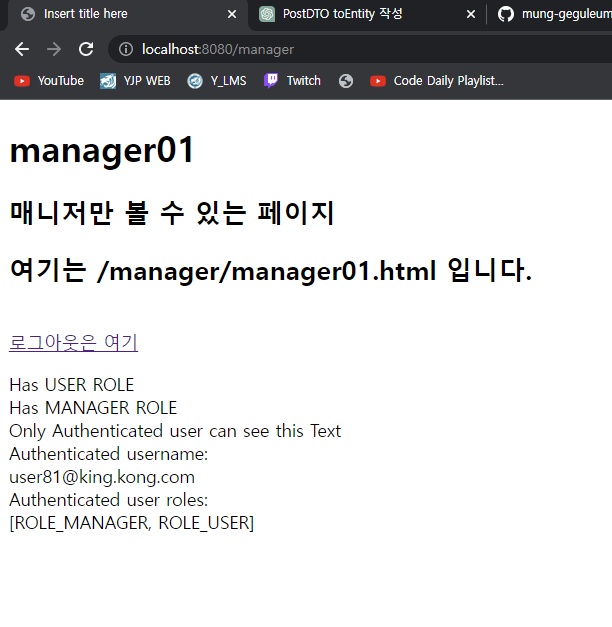 Insert title here
PostDTO toEntity 작성
mung-geguleum
localhost:8080/manager
YouTube
YJP WEB
Y_LMS
Twitch
Code Daily Playlist...
manager01
매니저만 볼 수 있는 페이지
여기는 /manager/manager01.html 입니다.
로그아웃은 여기
Has USER ROLE
Has MANAGER ROLE
Only Authenticated user can see this Text
Authenticated username:
user81@king.kong.com
Authenticated user roles:
[ROLE_MANAGER, ROLE_USER]